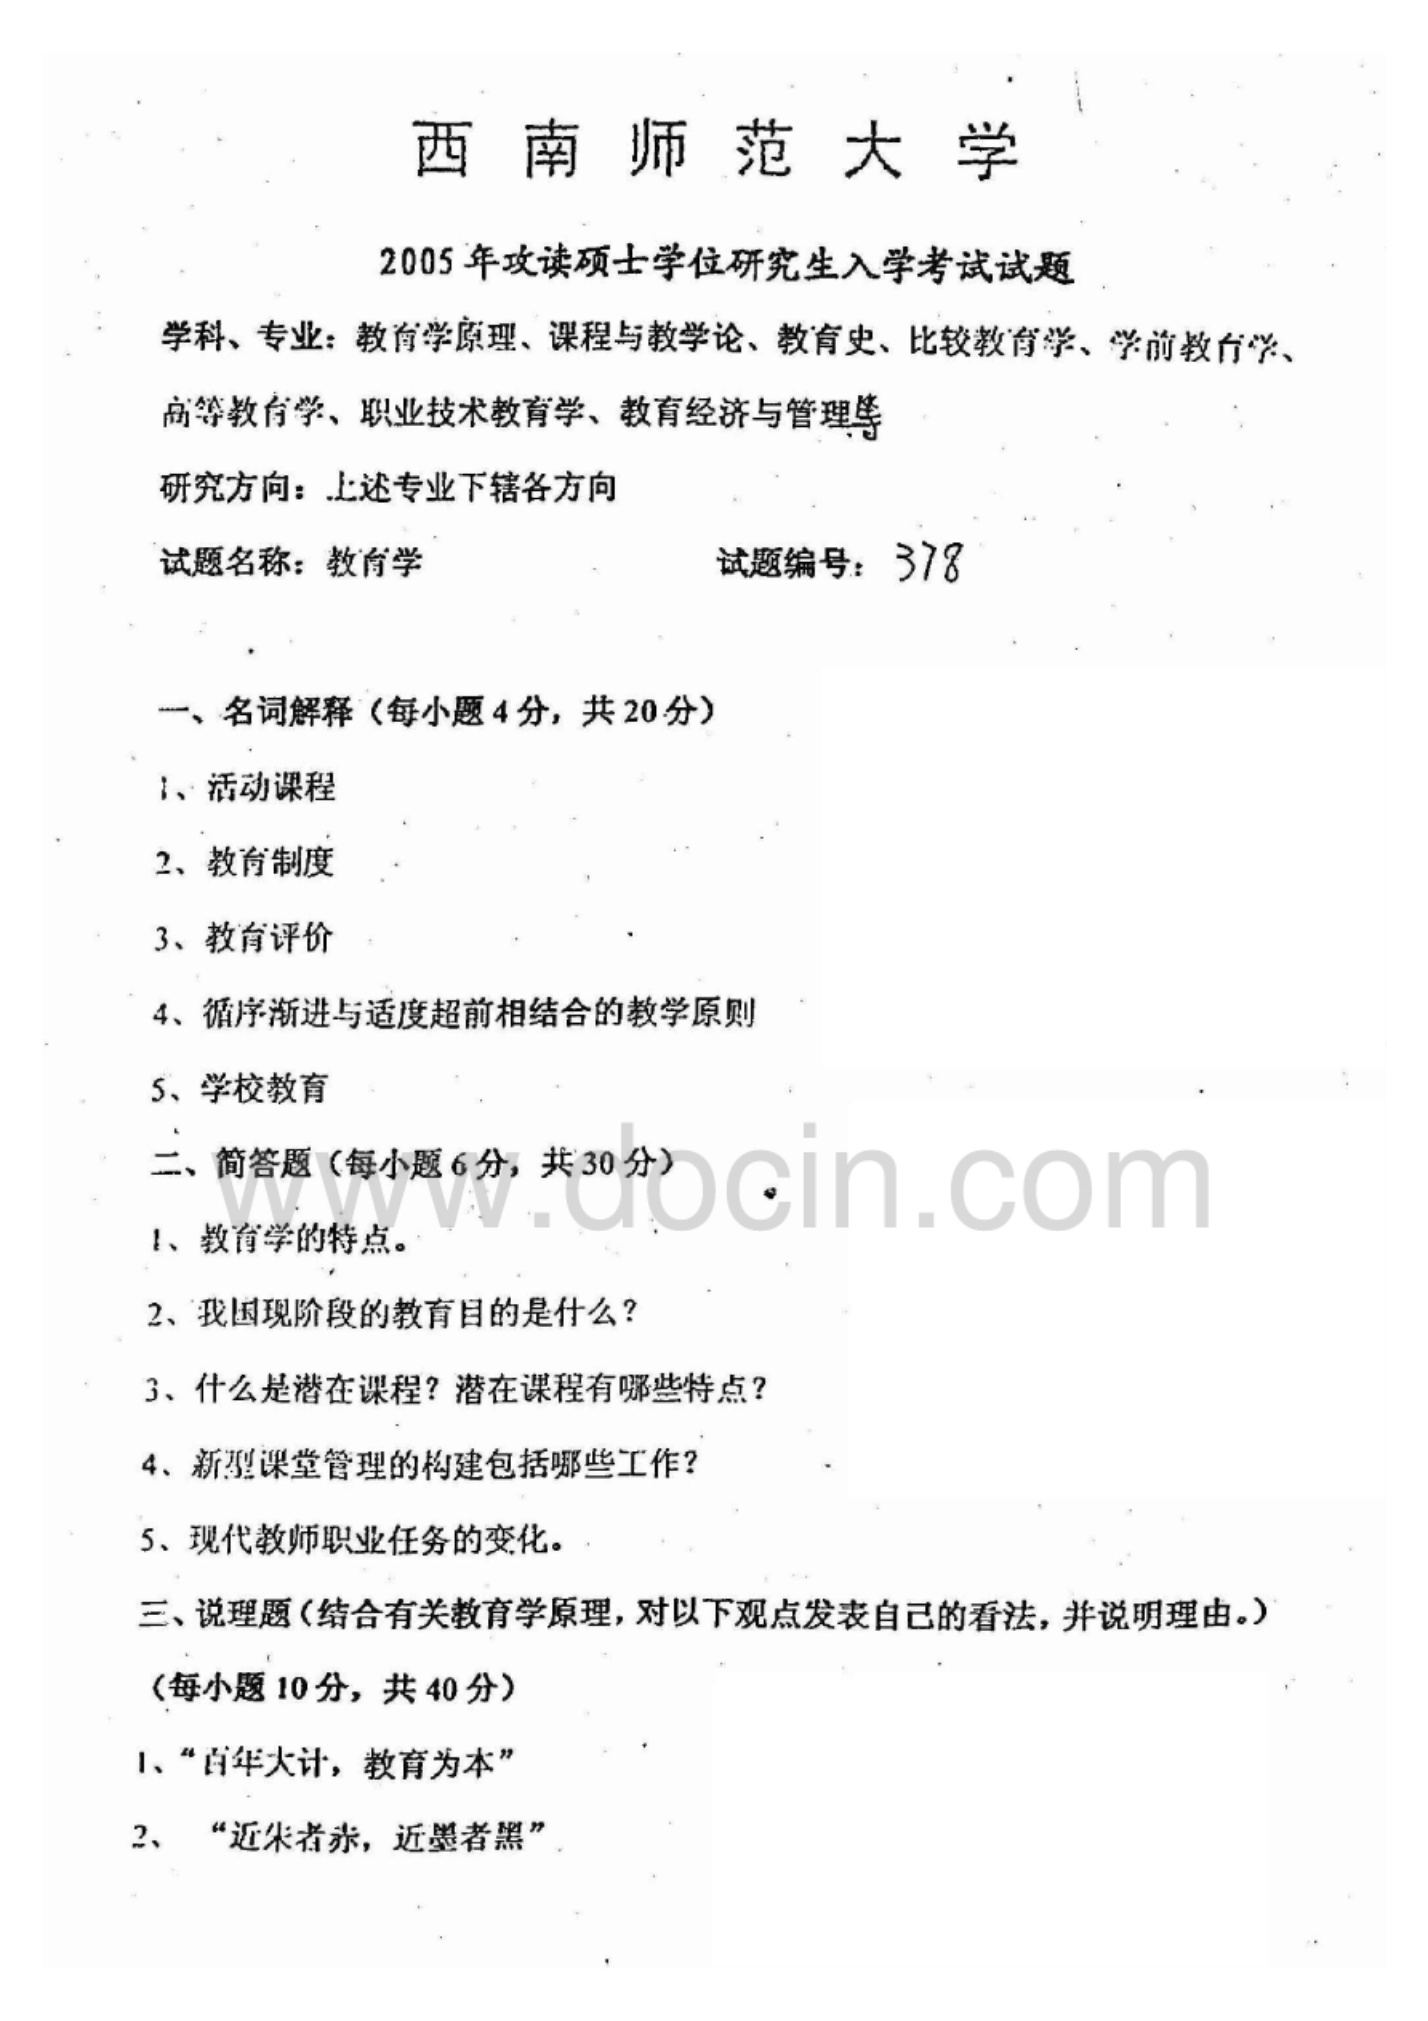 西南师范大学
2005年攻读硕士学位研究生入学考试试题
学科、专业：教育学原理、课程与教学论、教育史、比较教育学、学前教育学、
高等教育学、职业技术教育学、教育经济与管理等
研究方向：上述专业下辖各方向
试题名称：教育学 试题编号：378
一、名词解释（每小题4分，共20分）
1、活动课程
2、教育制度
3、教育评价
4、循序渐进与适度超前相结合的教学原则
5、学校教育
二、简答题（每小题6分，共30分）
www.docin.com
1、教育学的特点。
2、我国现阶段的教育目的是什么？
3、什么是潜在课程？潜在课程有哪些特点？
4、新型课堂管理的构建包括哪些工作？
5、现代教师职业任务的变化。
三、说理题（结合有关教育学原理，对以下观点发表自己的看法，并说明理由。）
（每小题10分，共40分）
1、“百年大计，教育为本”
2、 “近朱者赤，近墨者黑”